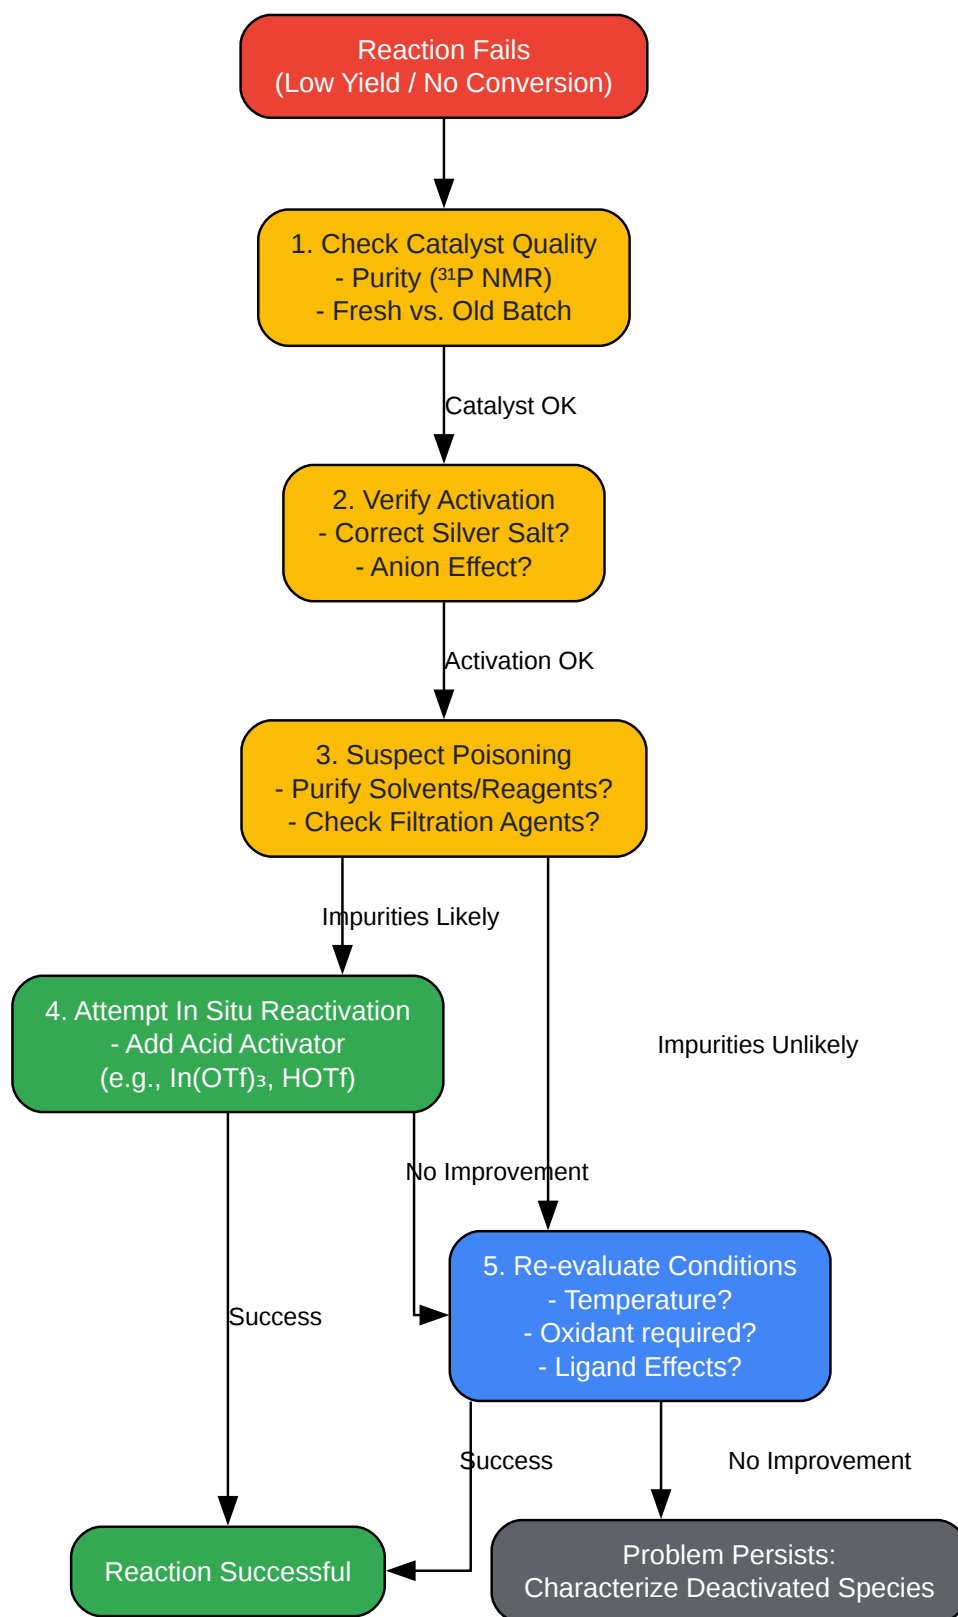 Reaction Fails
(Low Yield / No Conversion)
1. Check Catalyst Quality
- Purity (³¹P NMR)
- Fresh vs. Old Batch
Catalyst OK
2. Verify Activation
- Correct Silver Salt?
- Anion Effect?
Activation OK
3. Suspect Poisoning
- Purify Solvents/Reagents?
- Check Filtration Agents?
Impurities Likely
4. Attempt In Situ Reactivation
- Add Acid Activator
(e.g., In(OTf)₃, HOTf)
Impurities Unlikely
No Improvement
5. Re-evaluate Conditions
- Temperature?
- Oxidant required?
- Ligand Effects?
Success
Success
No Improvement
Reaction Successful
Problem Persists:
Characterize Deactivated Species